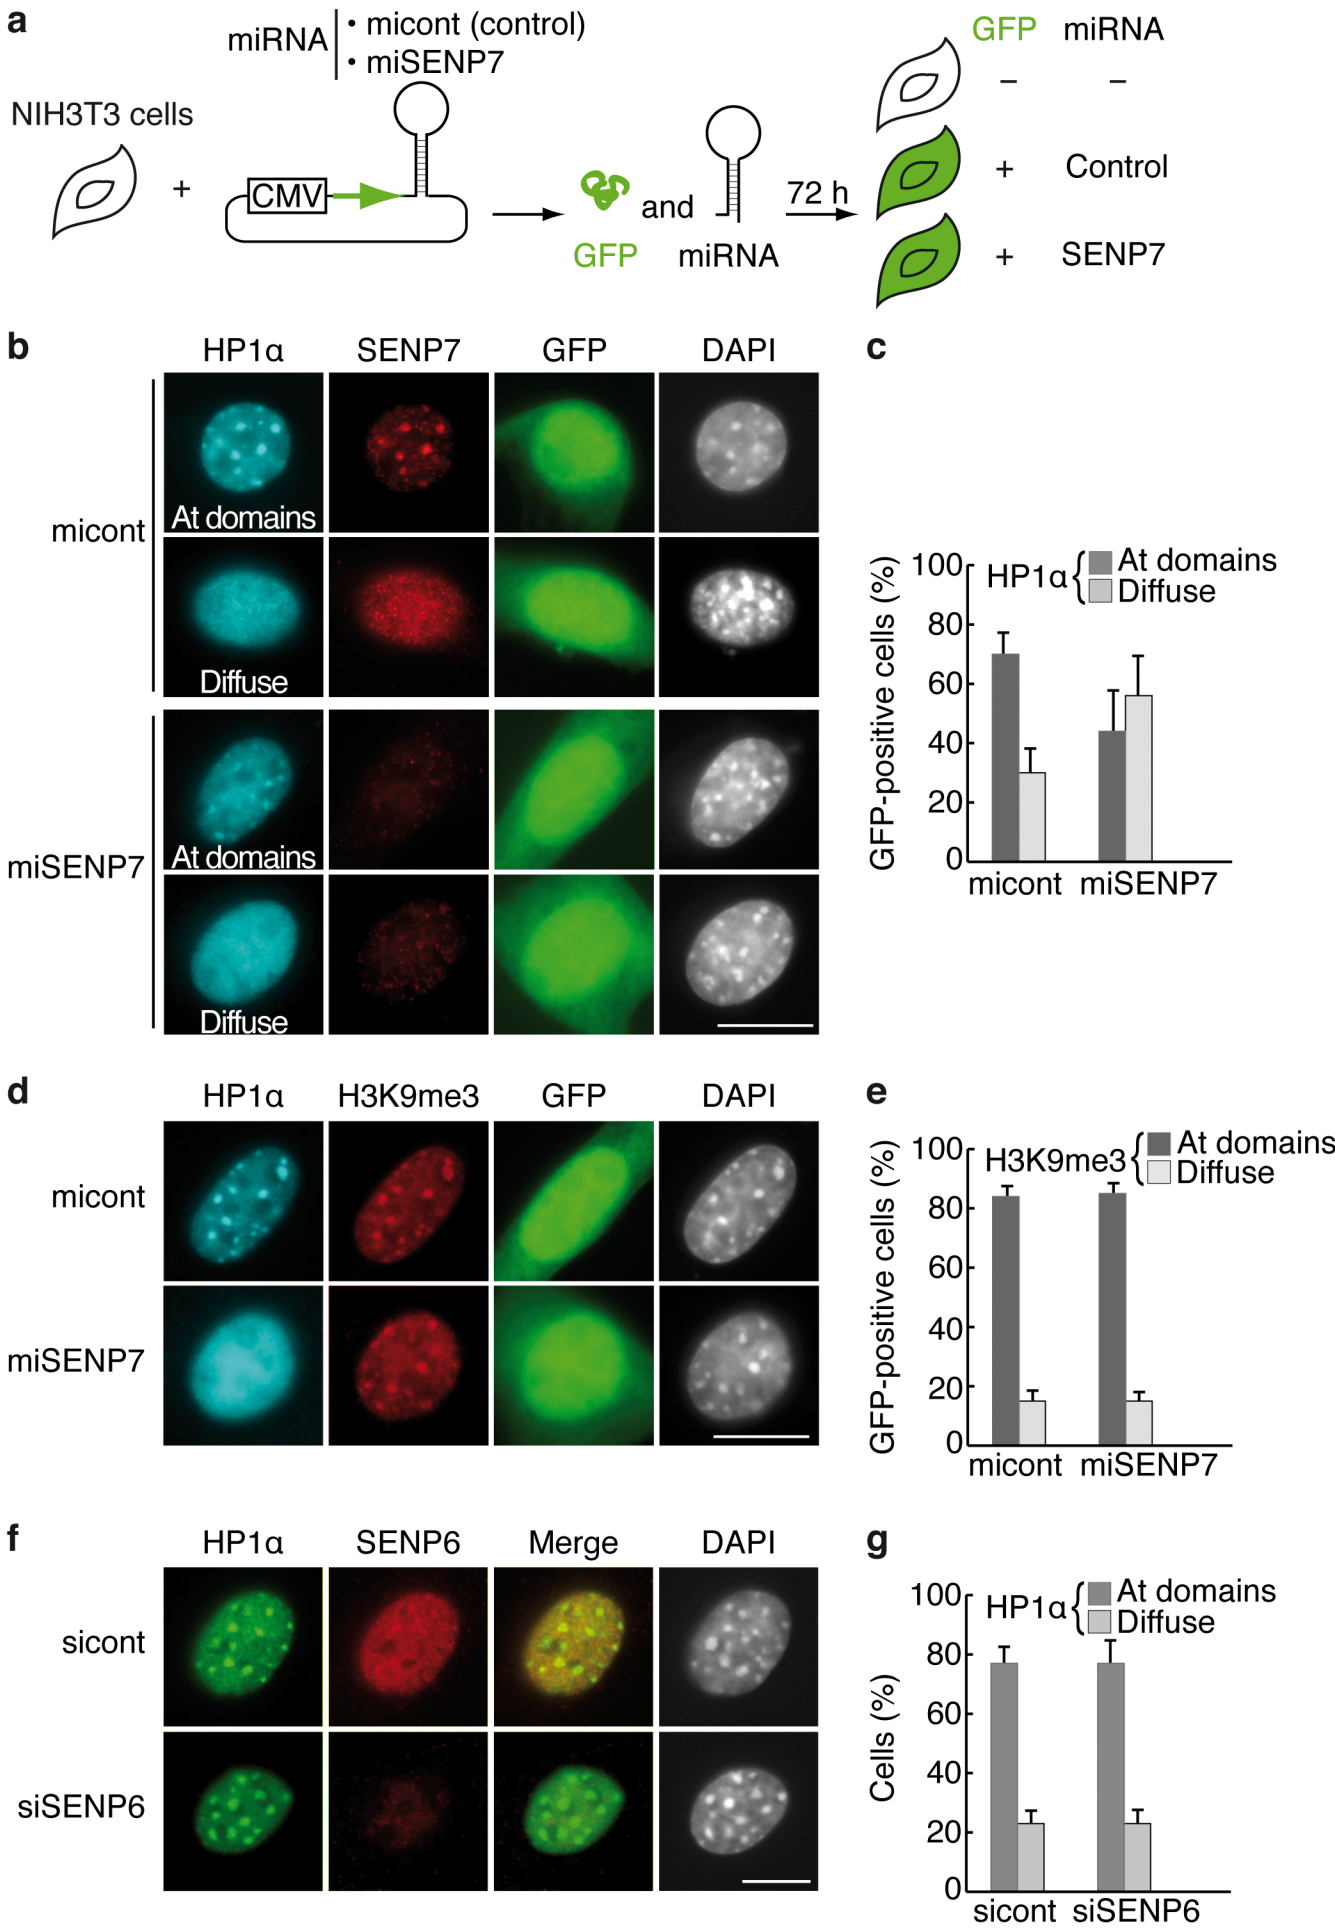 a
miRNA
• micont (control)
• miSENP7
GFP miRNA
– –
NIH3T3 cells
+
CMV
and
72 h
GFP
miRNA
+ Control
+ SENP7
b
HP1α SENP7 GFP DAPI
micont
At domains
Diffuse
miSENP7
At domains
Diffuse
c
GFP-positive cells (%)
100
80
60
40
20
0
HP1α { At domains
Diffuse
micont miSENP7
d
HP1α H3K9me3 GFP DAPI
micont
miSENP7
e
GFP-positive cells (%)
100
80
60
40
20
0
H3K9me3 { At domains
Diffuse
micont miSENP7
f
HP1α SENP6 Merge DAPI
sicont
siSENP6
g
Cells (%)
100
80
60
40
20
0
HP1α { At domains
Diffuse
sicont siSENP6